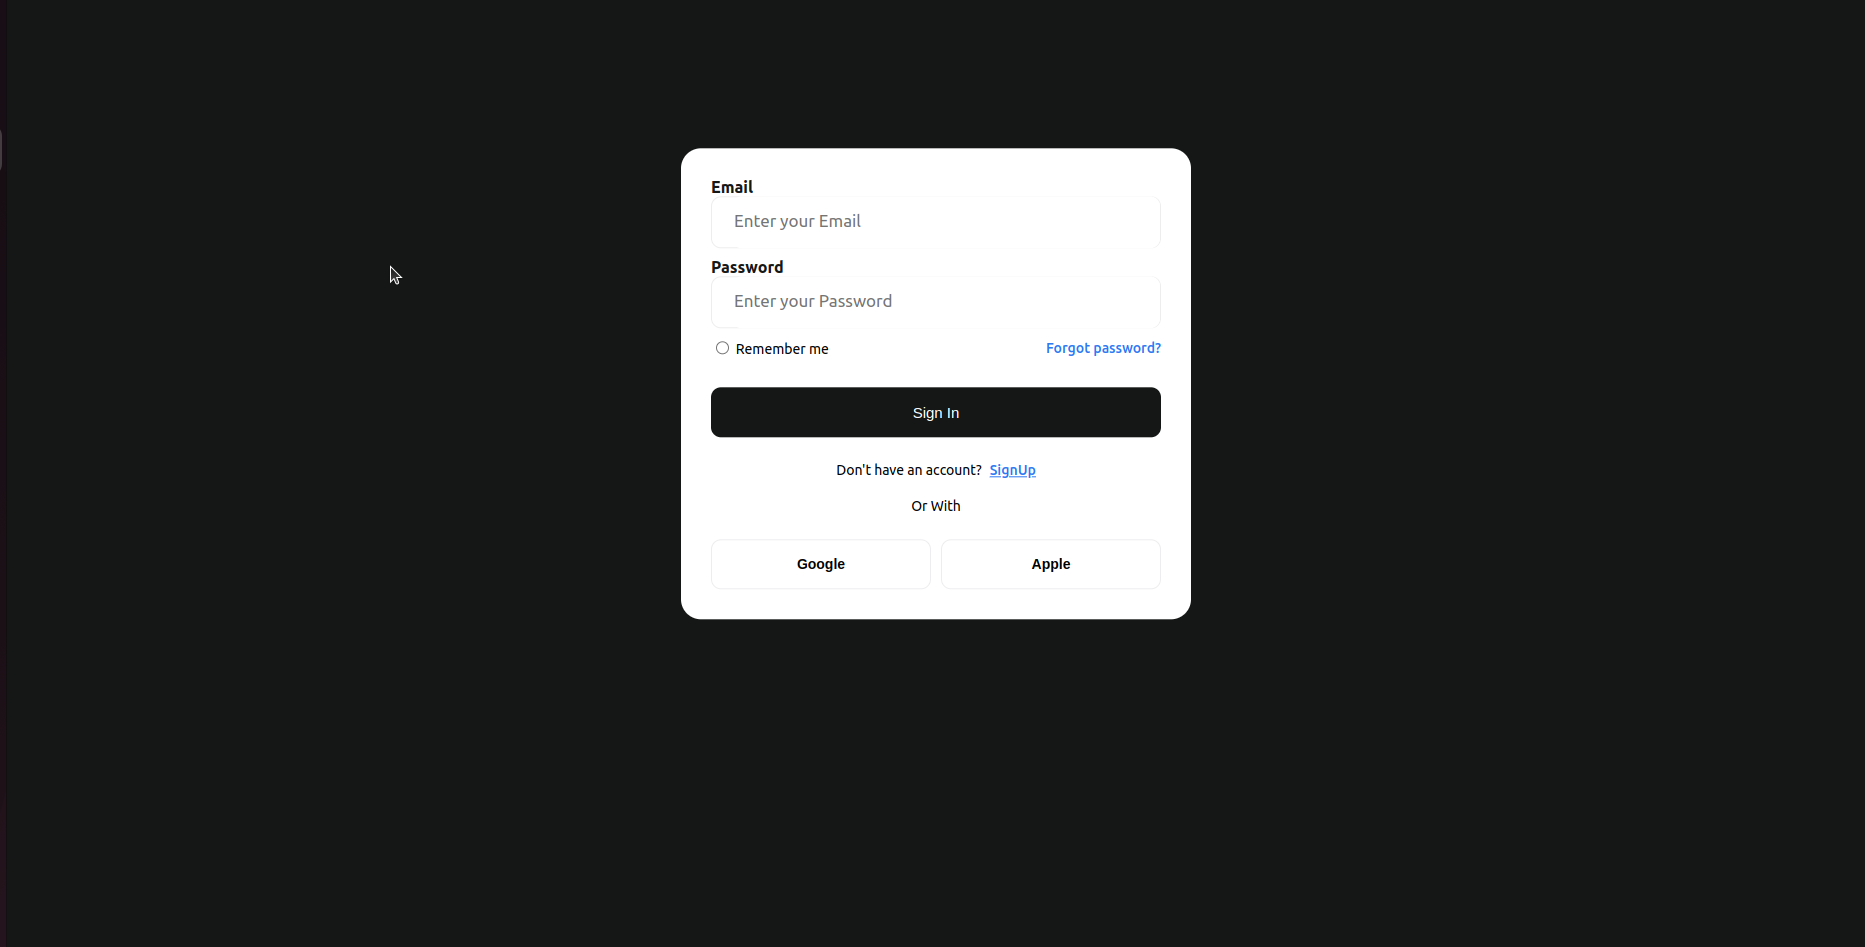 Email
Enter your Email
Password
Enter your Password
Remember me Forgot password?
Sign In
Don't have an account? SignUp
Or With
Google Apple